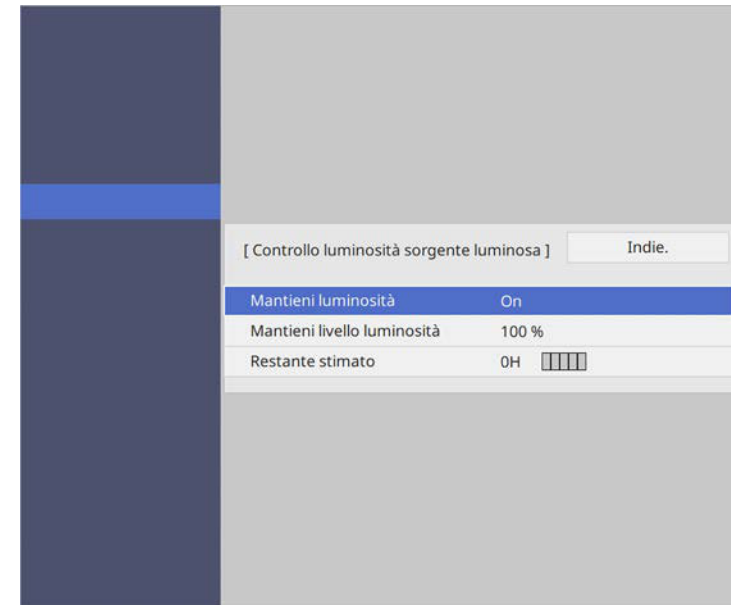 [ Controllo luminosità sorgente luminosa ] Indie.
Mantieni luminosità On
Mantieni livello luminosità 100 %
Restante stimato 0H